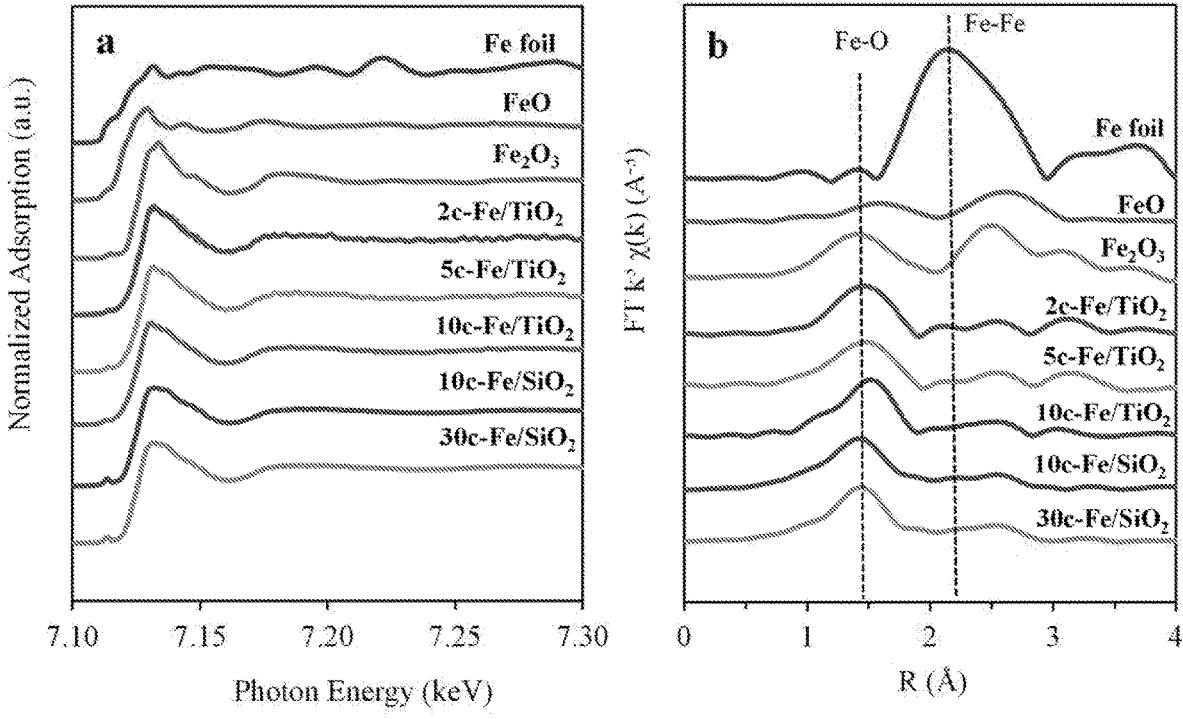 a
Fe foil
FeO
Fe₂O₃
2c-Fe/TiO₂
5c-Fe/TiO₂
10c-Fe/TiO₂
10c-Fe/SiO₂
30c-Fe/SiO₂
Normalized Adsorption (a.u.)
7.10 7.15 7.20 7.25 7.30
Photon Energy (keV)
b
Fe-O
Fe-Fe
Fe foil
FeO
Fe₂O₃
2c-Fe/TiO₂
5c-Fe/TiO₂
10c-Fe/TiO₂
10c-Fe/SiO₂
30c-Fe/SiO₂
FT k³ χ(k) (A⁻³)
0 1 2 3 4
R (Å)